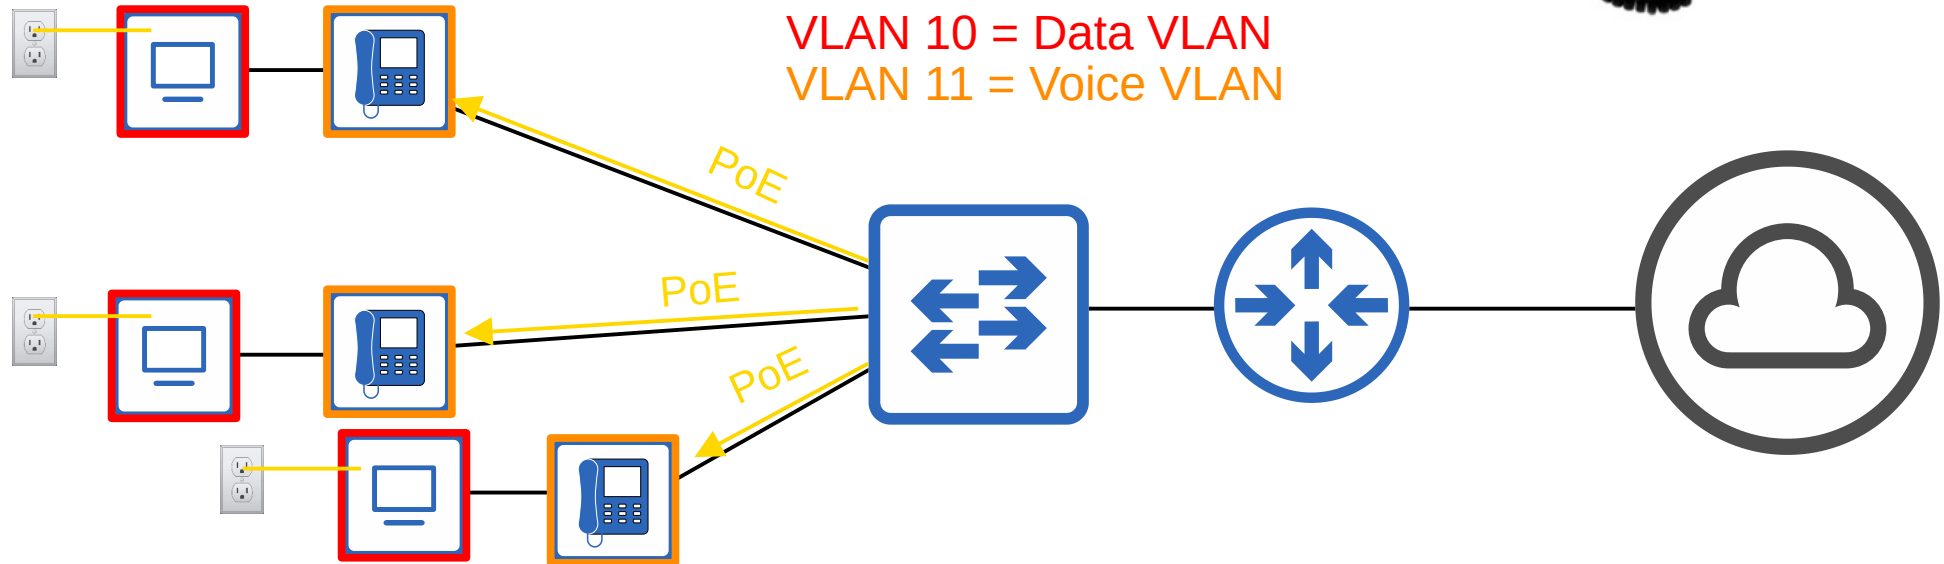 VLAN 10 = Data VLAN
VLAN 11 = Voice VLAN
PoE
PoE
PoE